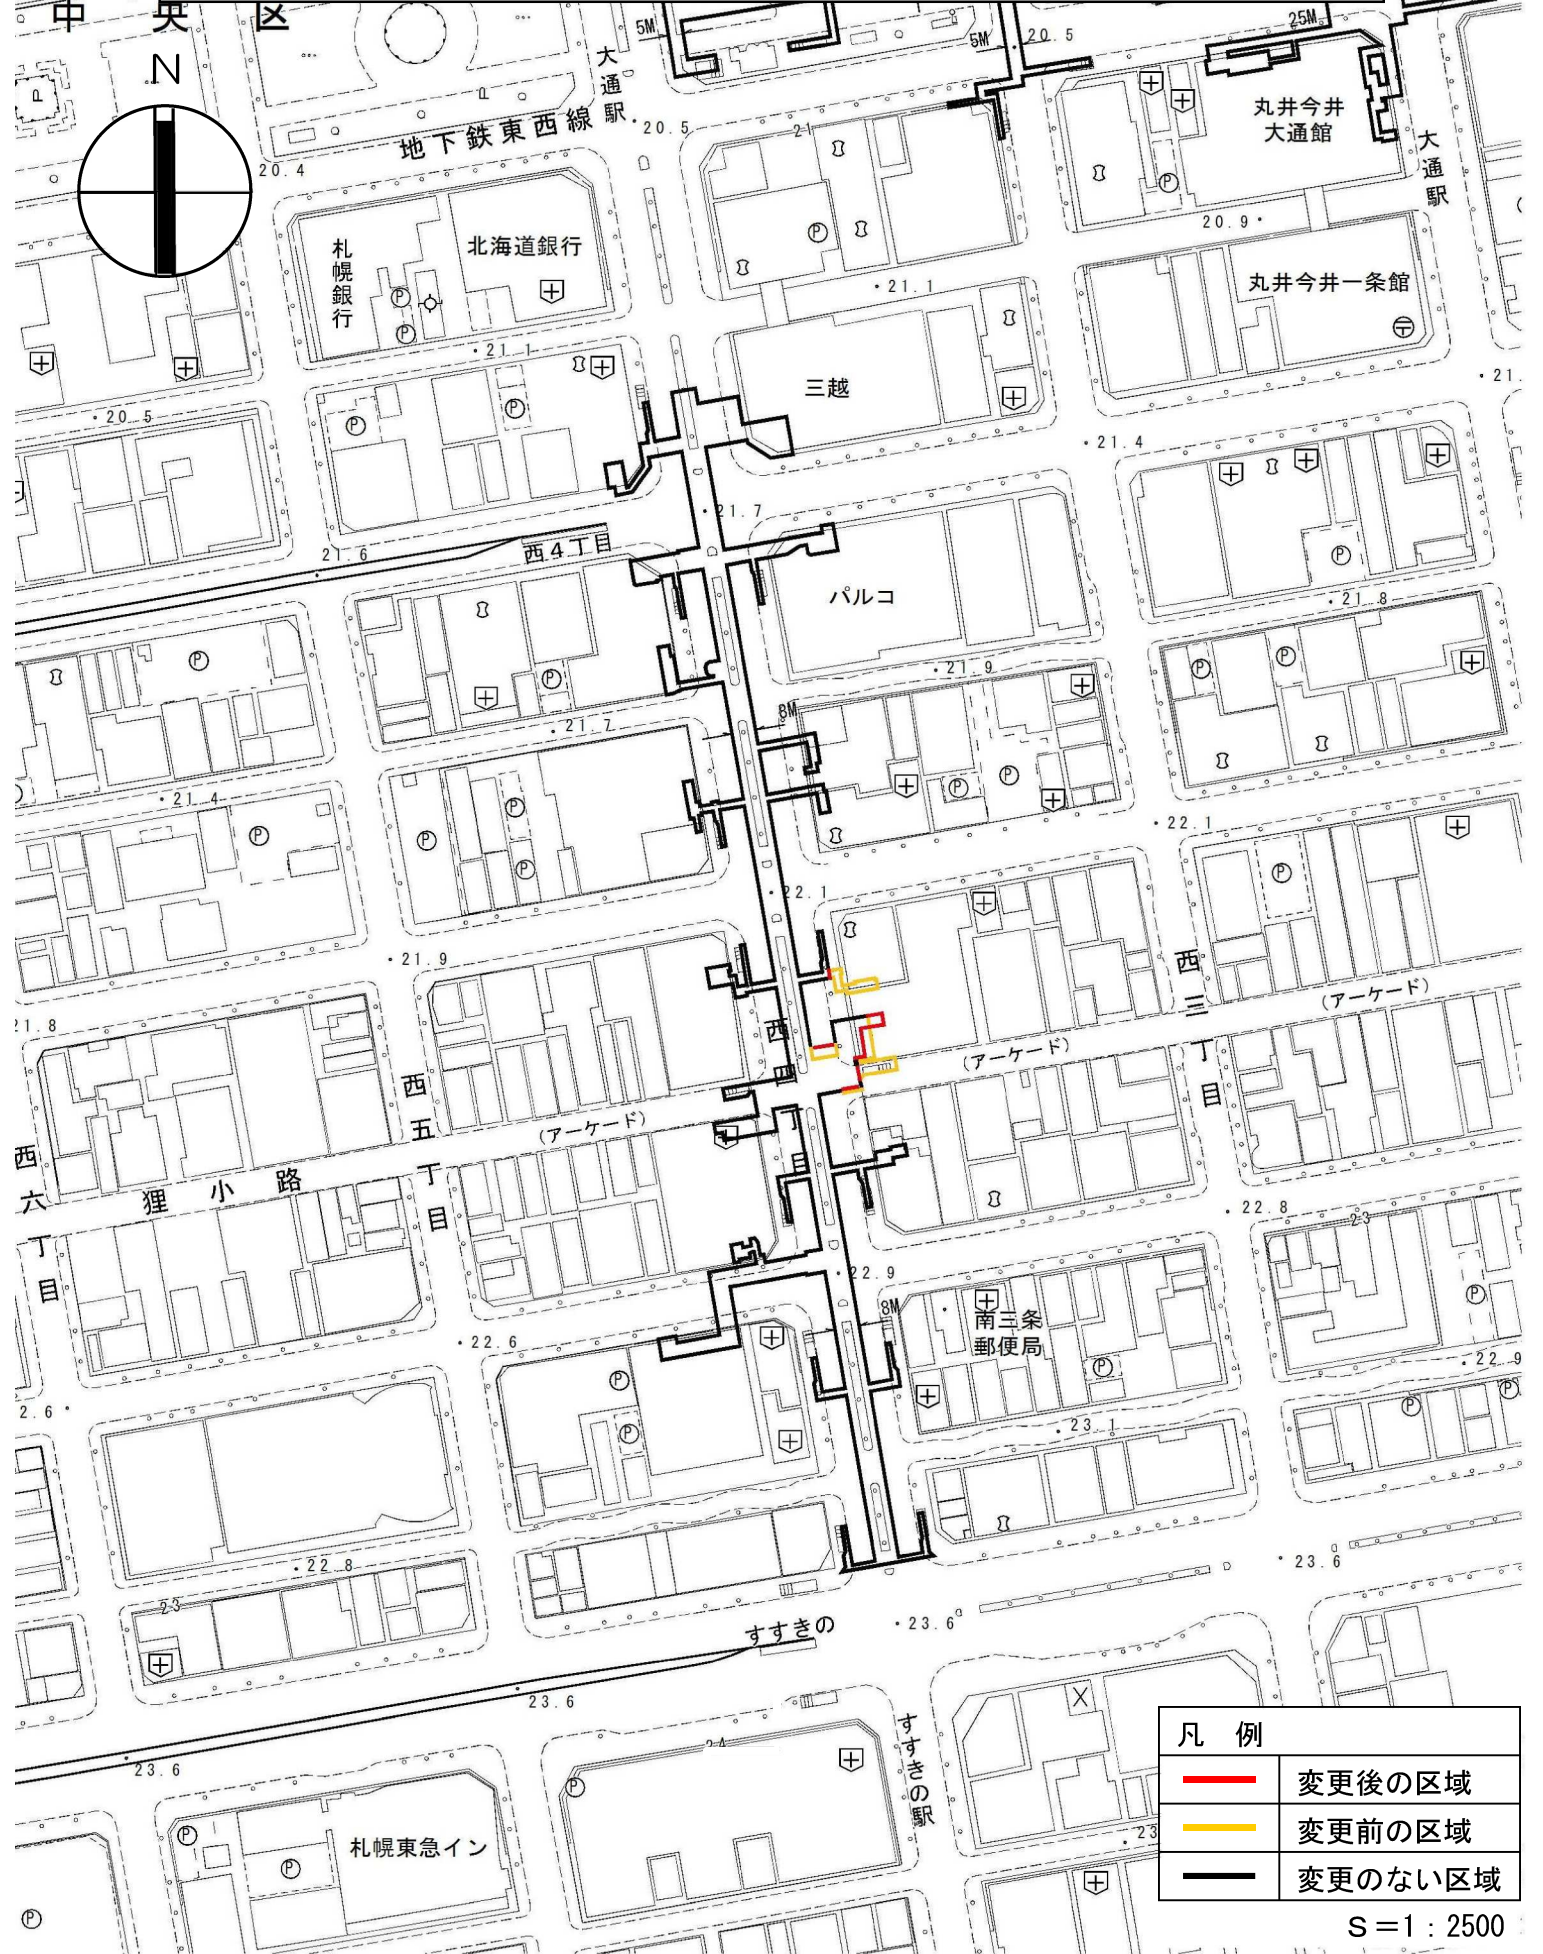 中央区
N
5M
大通駅
5M
20.5
25M
地下鉄東西線
20.5
21
丸井今井
大通館
大通駅
20.4
20.9
札幌銀行
北海道銀行
21.1
丸井今井一条館
21.1
三越
21.
20.5
21.4
21.7
21.6
西4丁目
パルコ
21.8
21.9
21.7
8M
21.4
22.1
22.1
21.9
西三丁目
(アーケード)
21.8
西四丁目
(アーケード)
西五丁目
(アーケード)
西六丁目
狸小路
22.8
23
22.9
8M
南三条
郵便局
22.6
22.9
2.6
23.1
22.8
23.6
23
すすきの
23.6
23.6
すすきの駅
24
23.6
23
札幌東急イン
凡例
変更後の区域
変更前の区域
変更のない区域
S=1:2500